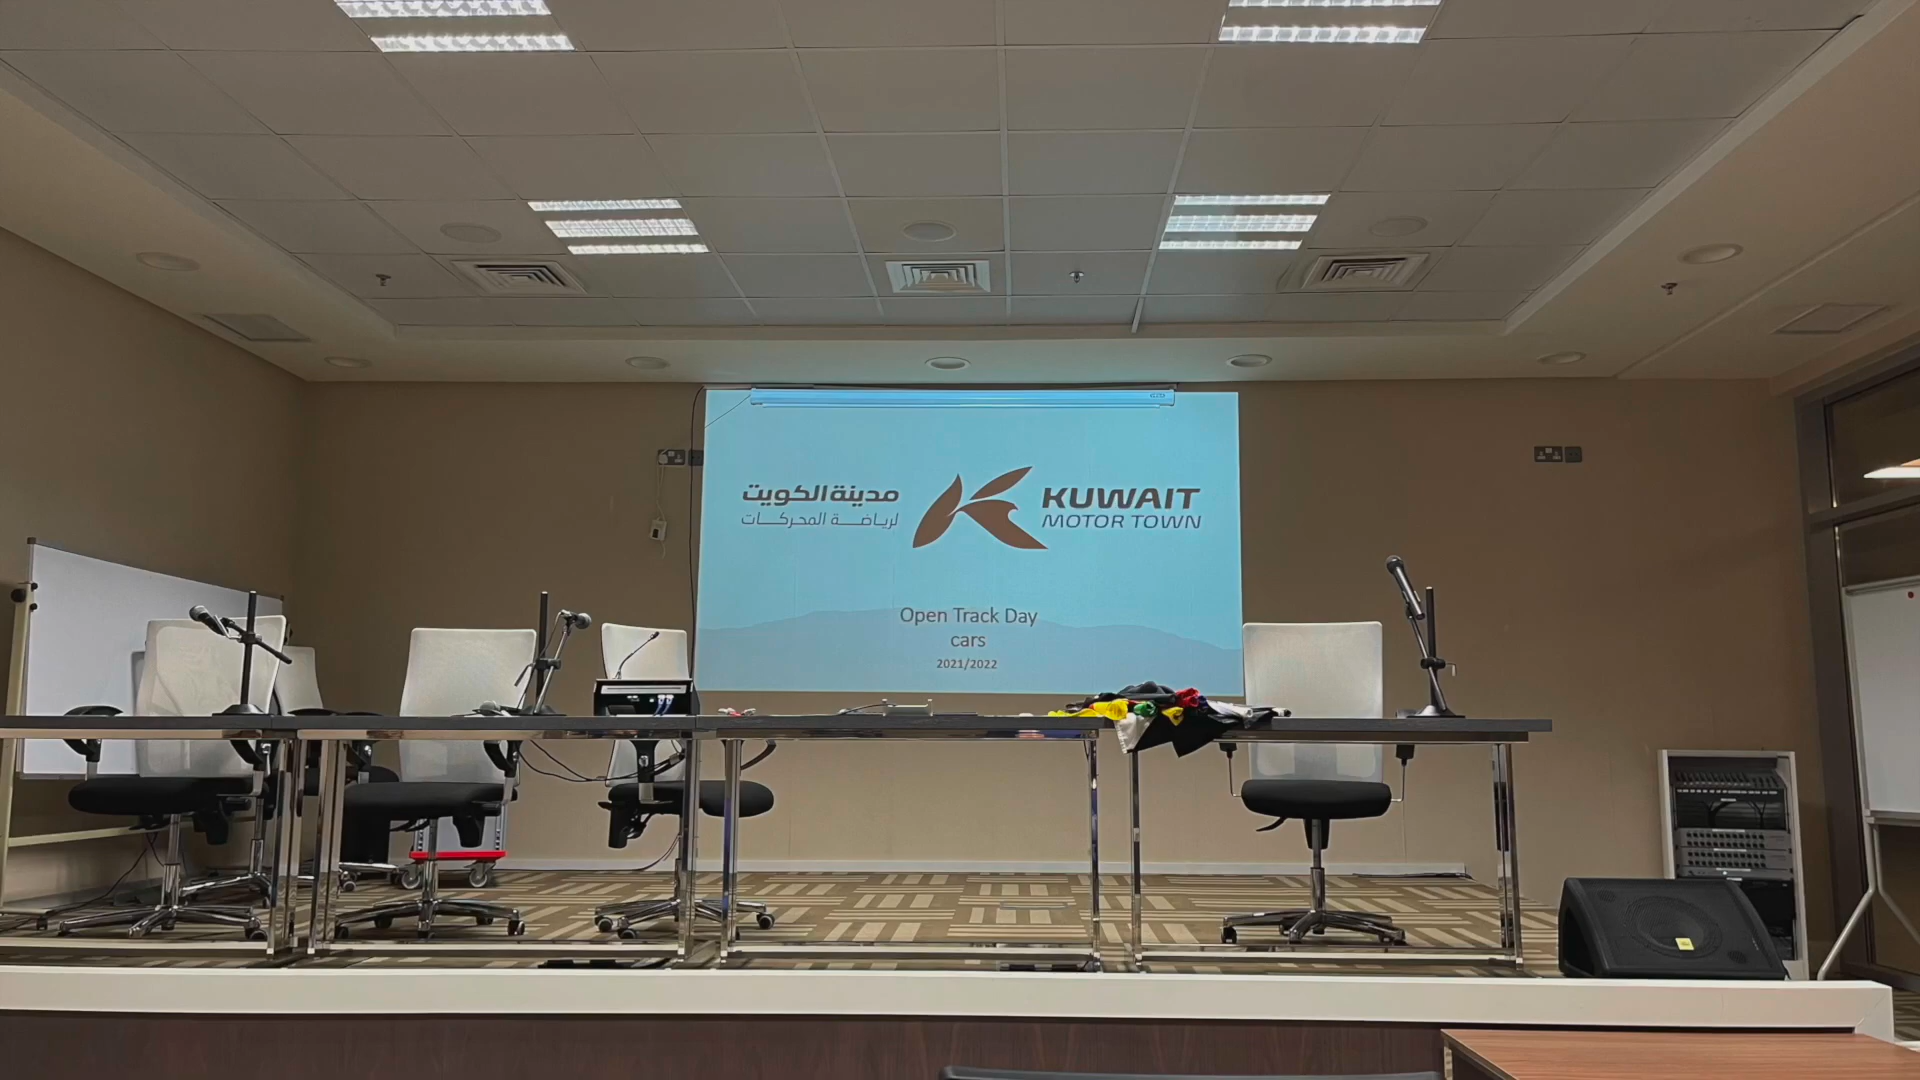 مدينة الكويت
لرياضة المحركات
KUWAIT
MOTOR TOWN
Open Track Day
cars
2021/2022